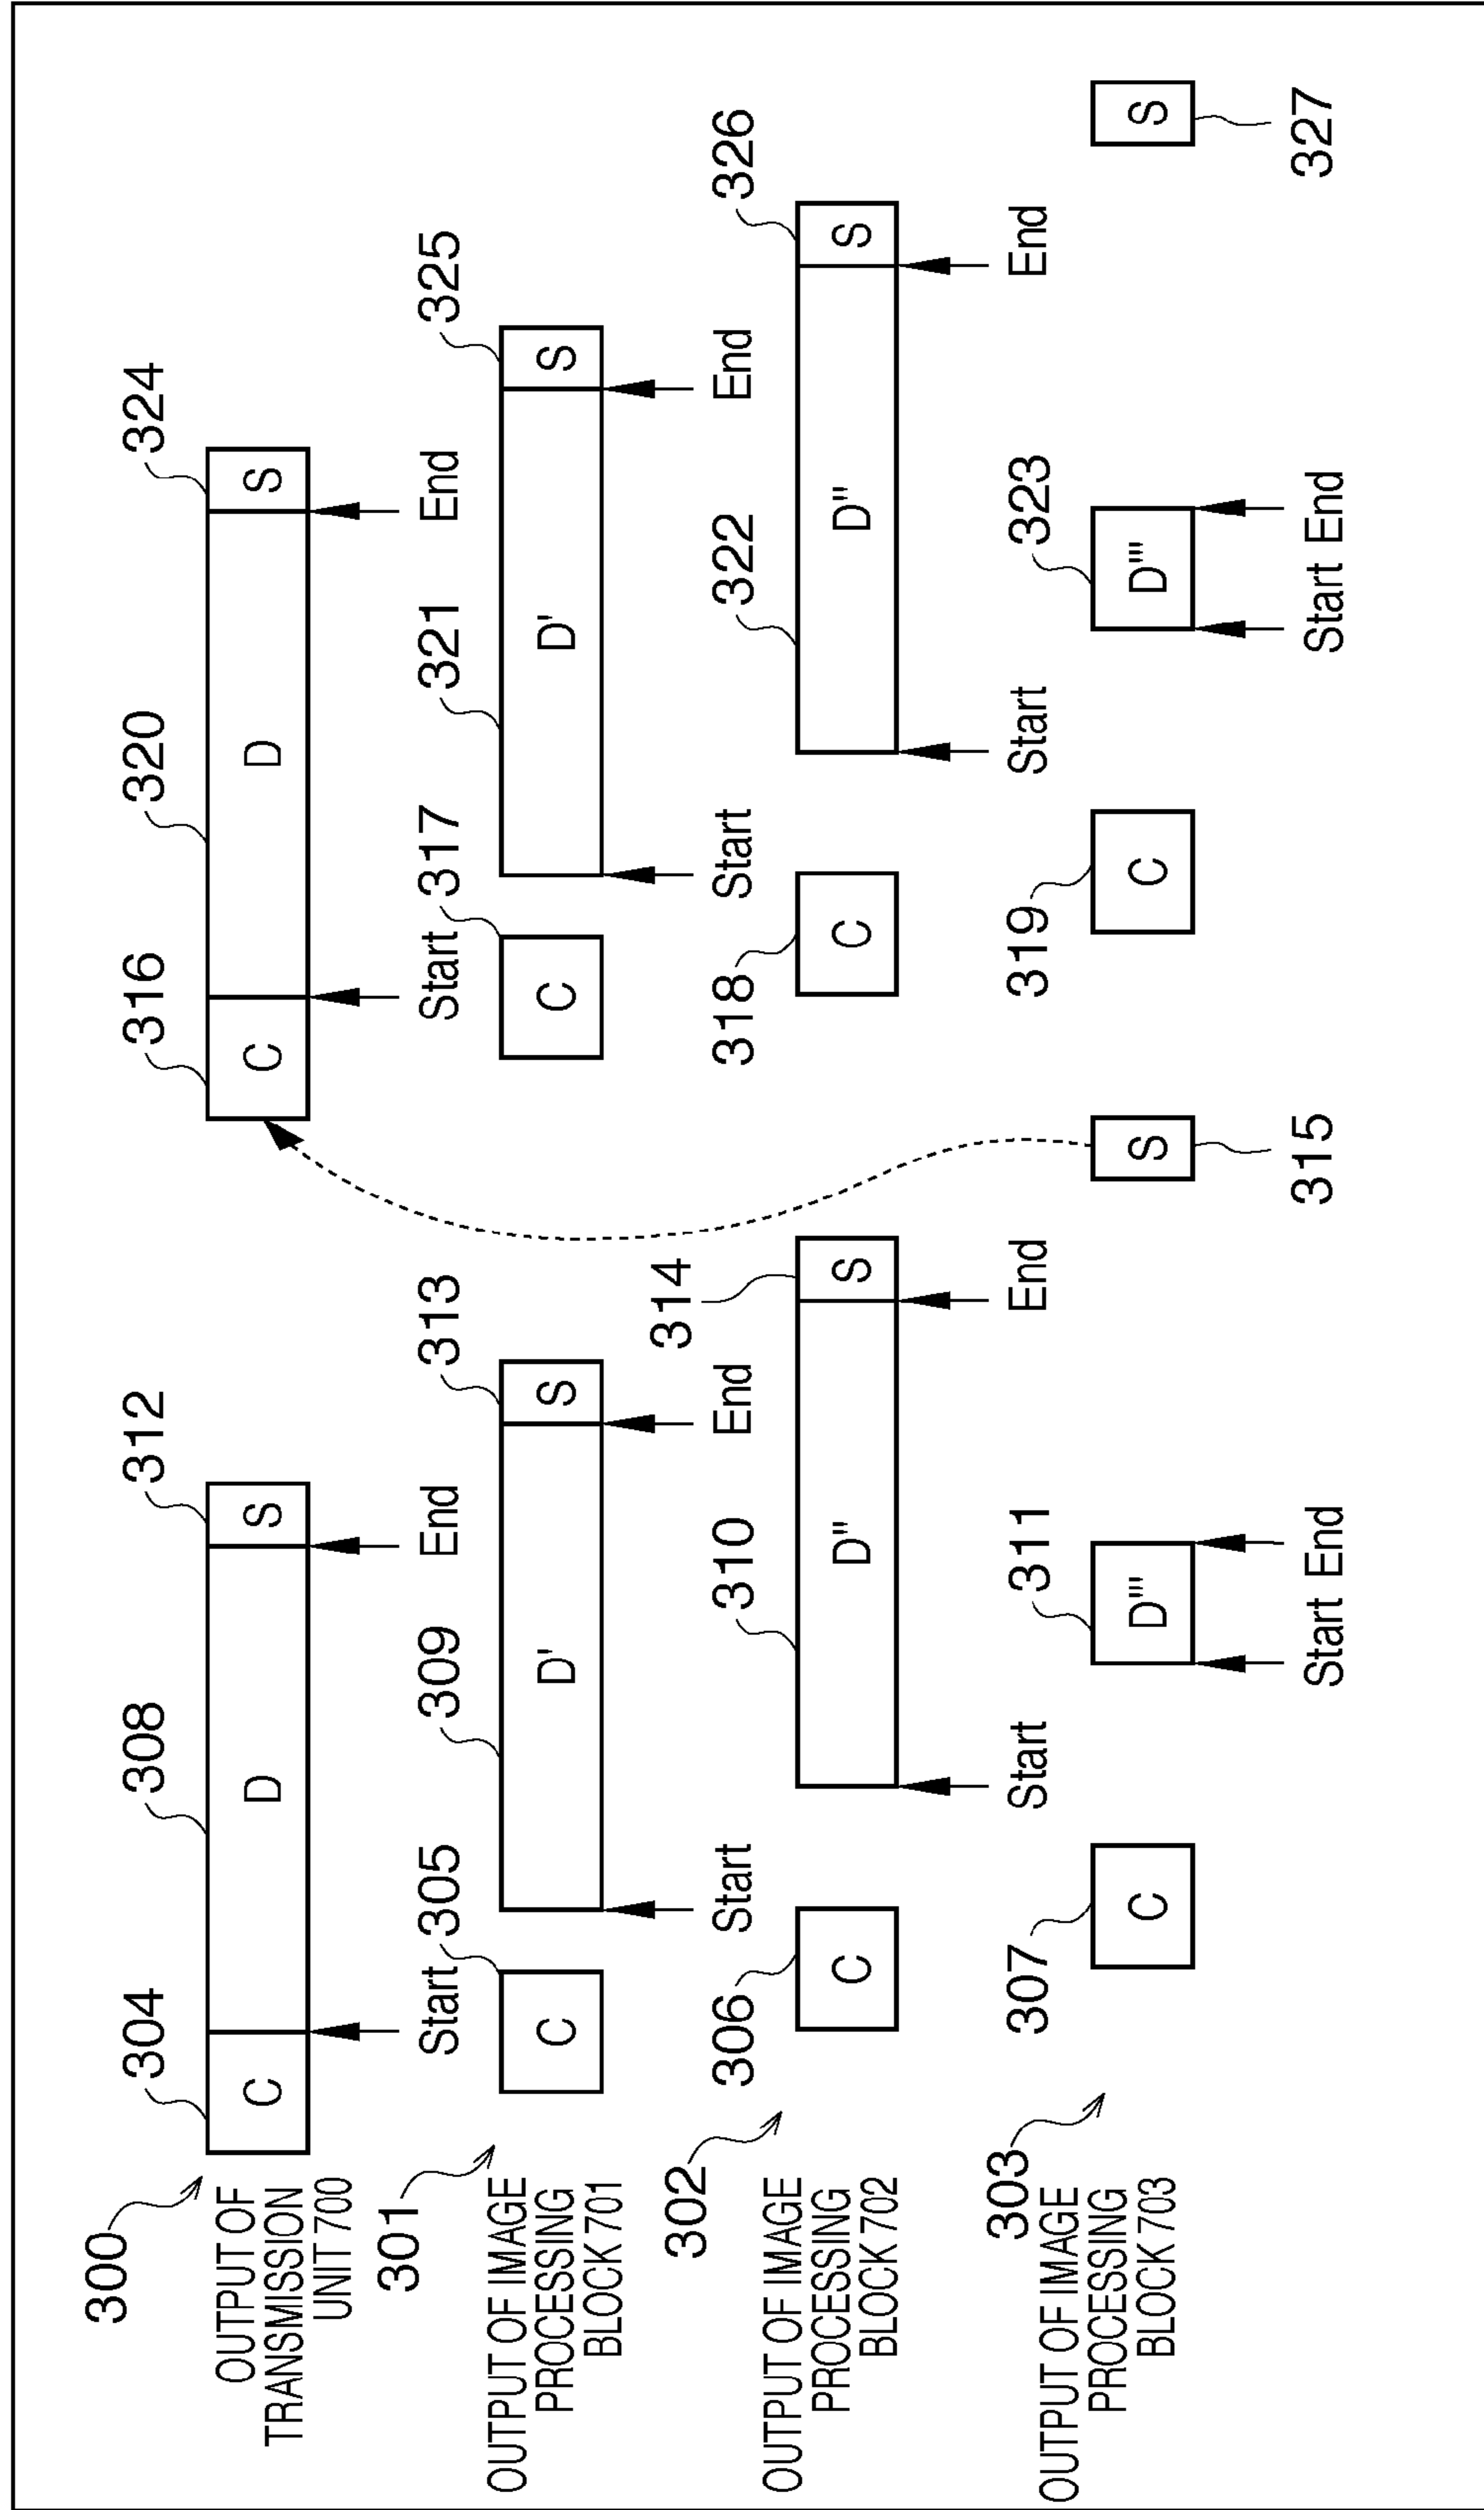 300
OUTPUT OF
TRANSMISSION
UNIT 700
304
C
308
D
312
S
316
C
320
D
324
S
Start
End
Start
End
301
OUTPUT OF IMAGE
PROCESSING
BLOCK 701
305
C
309
D'
313
S
317
C
321
D'
325
S
Start
End
Start
End
302
OUTPUT OF IMAGE
PROCESSING
BLOCK 702
306
C
310
D''
314
S
318
C
322
D''
326
S
Start
End
Start
End
303
OUTPUT OF IMAGE
PROCESSING
BLOCK 703
307
C
311
D'''
S
315
319
C
323
D'''
S
327
Start End
Start End